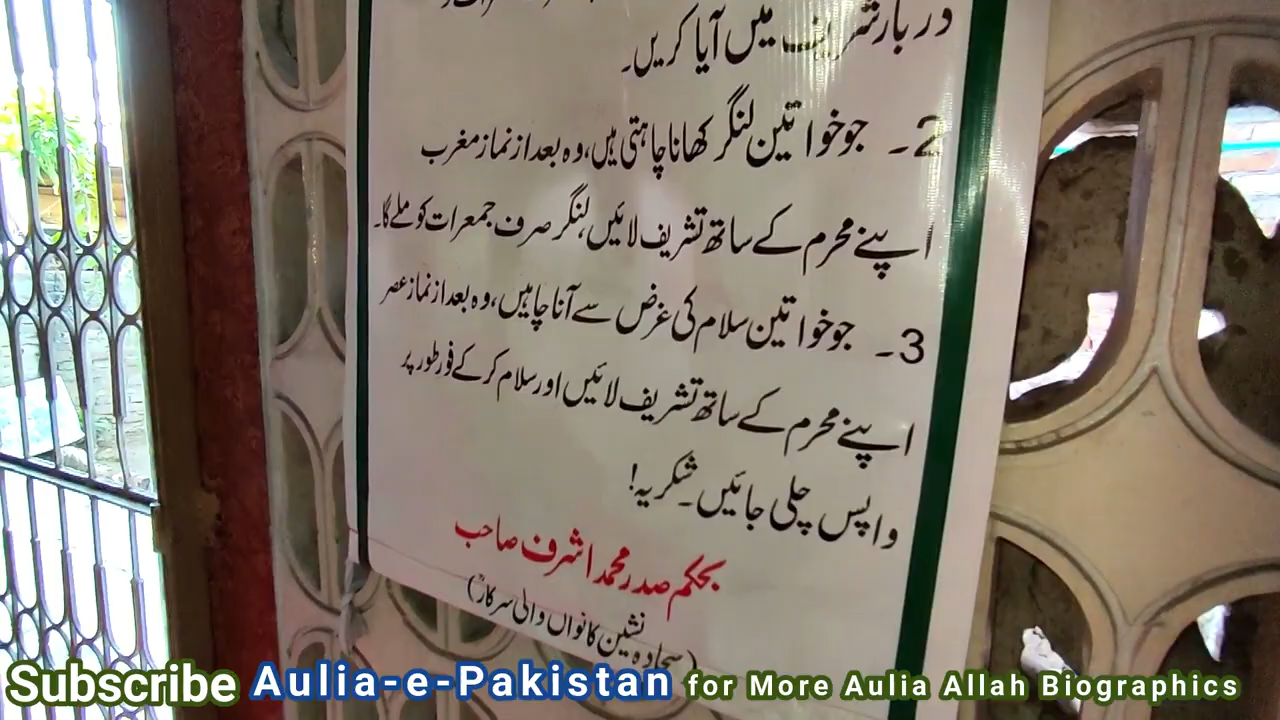 دربار شریف میں آیا کریں۔
2۔ جو خواتین لنگر کھانا چاہتی ہیں، وہ بعد از نماز مغرب
اپنے محرم کے ساتھ تشریف لائیں، لنگر صرف جمعرات کو ملے گا۔
3۔ جو خواتین سلام کی غرض سے آنا چاہیں، وہ بعد از نماز عصر
اپنے محرم کے ساتھ تشریف لائیں اور سلام کر کے فور طور پر
واپس چلی جائیں۔ شکریہ!
بحکم صدر محمد اشرف صاحب
(سجادہ نشین کانواں والی سرکارؒ)
Subscribe Aulia-e-Pakistan for More Aulia Allah Biographics